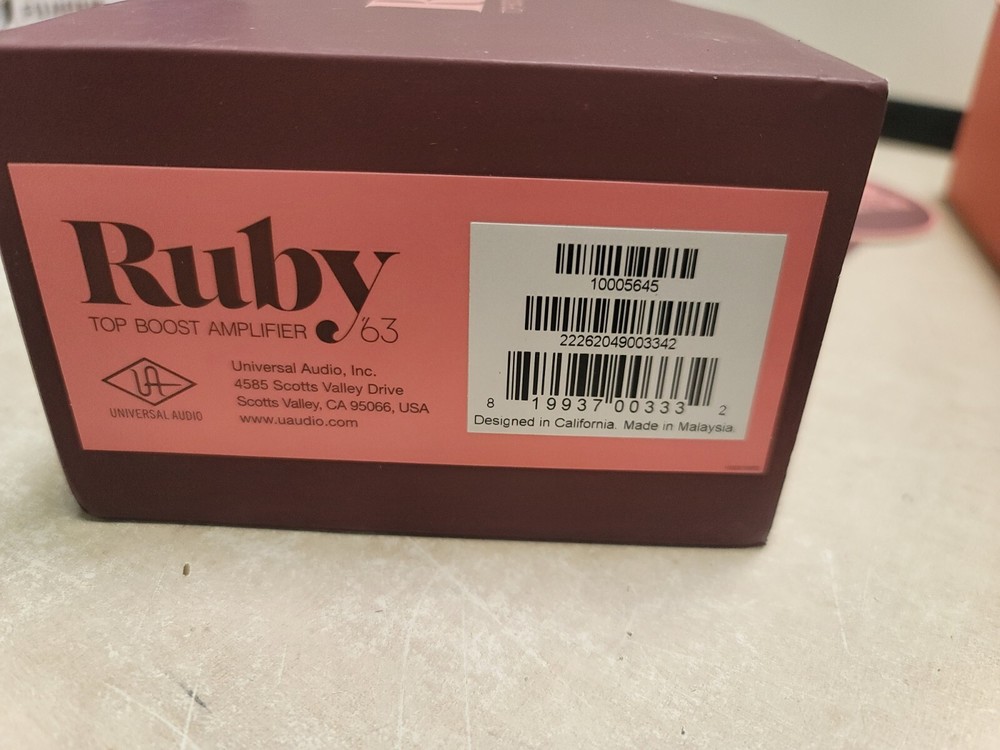 Ruby
TOP BOOST AMPLIFIER '63
UA
UNIVERSAL AUDIO
Universal Audio, Inc.
4585 Scotts Valley Drive
Scotts Valley, CA 95066, USA
www.uaudio.com
10005645
22262049003342
8 19937 00333 2
Designed in California. Made in Malaysia.